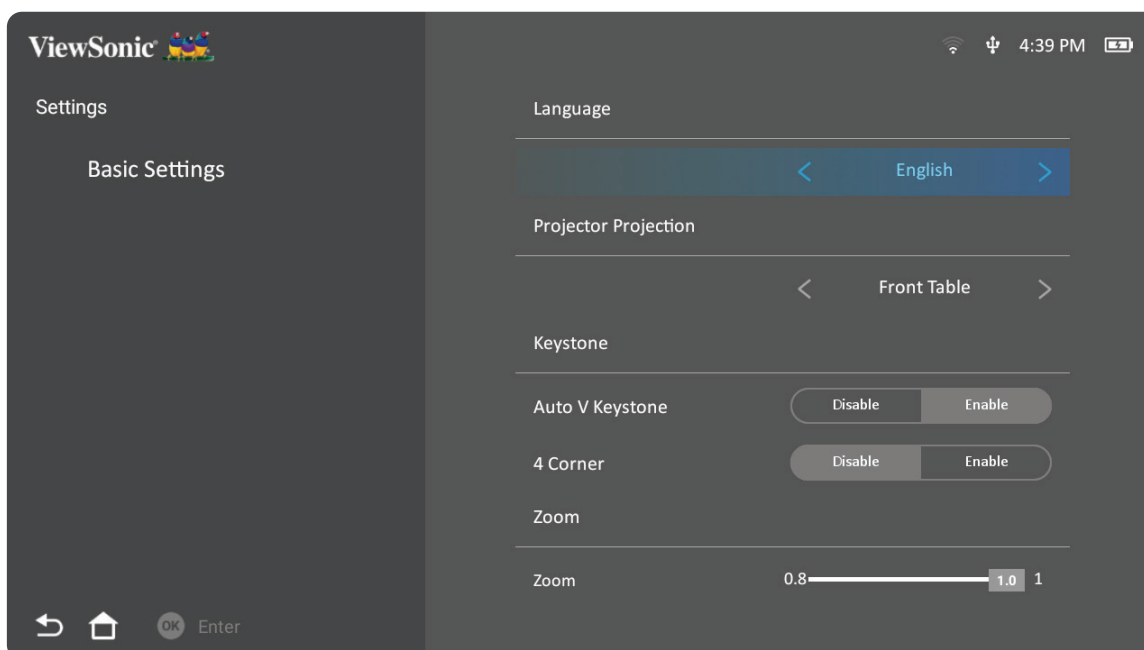 ViewSonic
4:39 PM
Settings
Basic Settings
Language
< English >
Projector Projection
< Front Table >
Keystone
Auto V Keystone Disable Enable
4 Corner Disable Enable
Zoom
Zoom 0.8 1.0 1
OK Enter